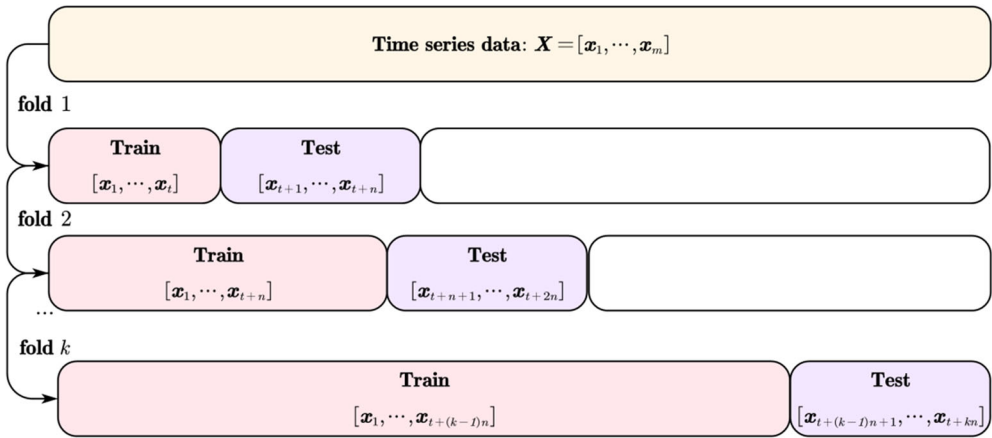 Time series data: X=[x₁,⋯,xₘ]
fold 1
Train Test
[x₁,⋯,xₜ] [xₜ₊₁,⋯,xₜ₊ₙ]
fold 2
Train Test
[x₁,⋯,xₜ₊ₙ] [xₜ₊ₙ₊₁,⋯,xₜ₊₂ₙ]
...
fold k
Train Test
[x₁,⋯,xₜ₊₍ₖ₋₁₎ₙ] [xₜ₊₍ₖ₋₁₎ₙ₊₁,⋯,xₜ₊ₖₙ]